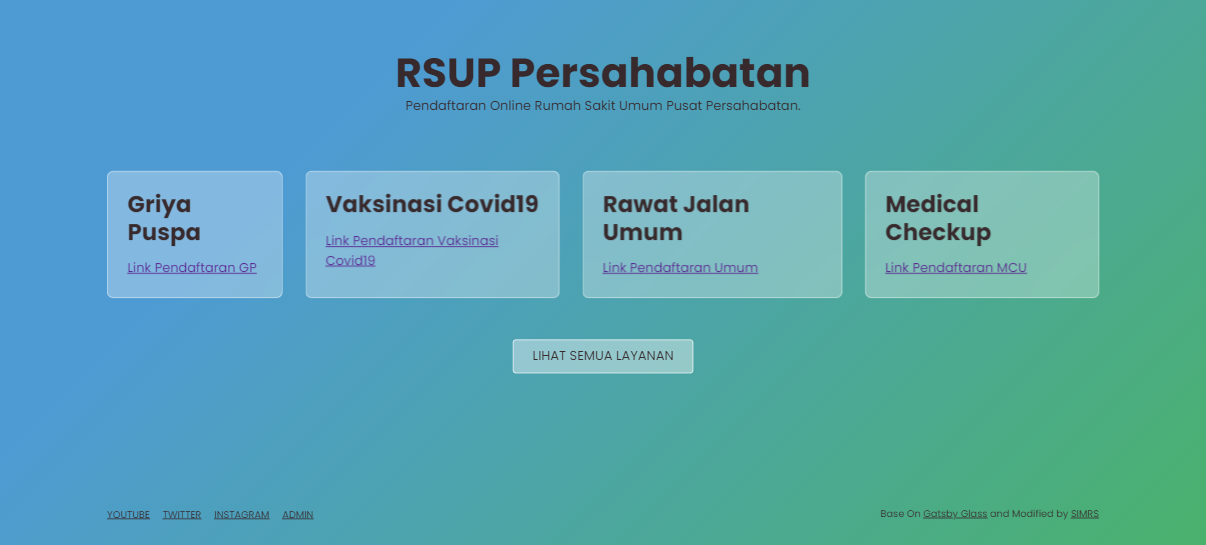 RSUP Persahabatan
Pendaftaran Online Rumah Sakit Umum Pusat Persahabatan.
Griya
Puspa
Link Pendaftaran GP
Vaksinasi Covid19
Link Pendaftaran Vaksinasi
Covid19
Rawat Jalan
Umum
Link Pendaftaran Umum
Medical
Checkup
Link Pendaftaran MCU
LIHAT SEMUA LAYANAN
YOUTUBE TWITTER INSTAGRAM ADMIN
Base On Gatsby Glass and Modified by SIMRS